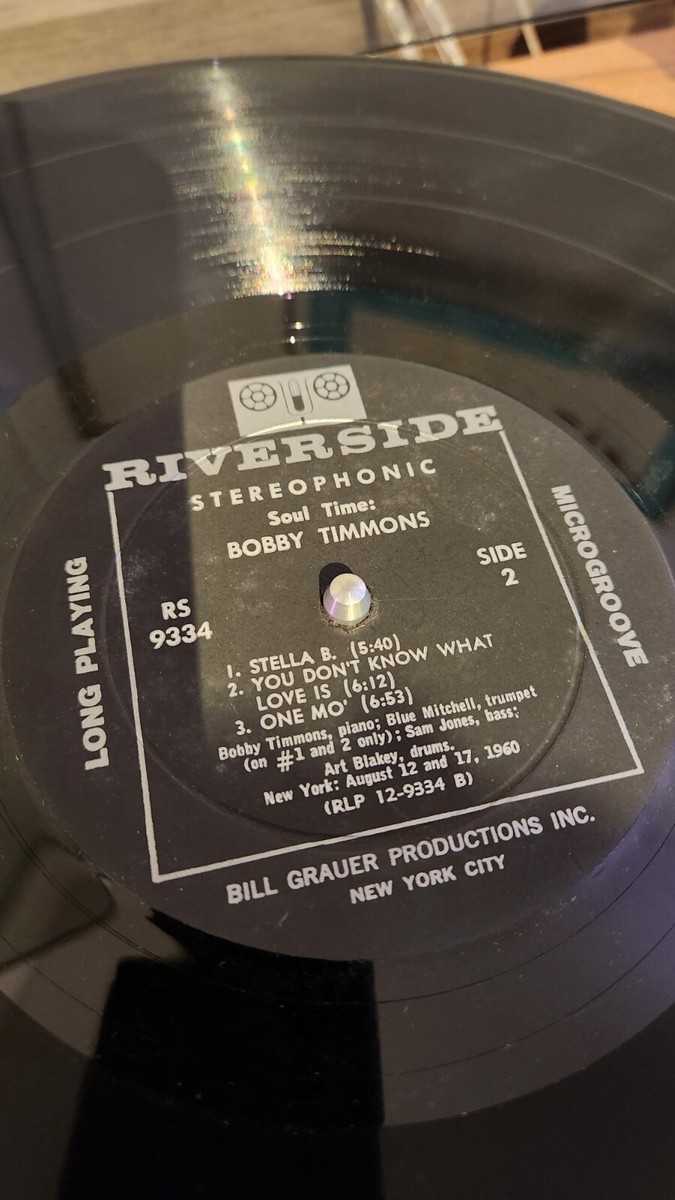 RIVERSIDE
STEREOPHONIC
Soul Time:
BOBBY TIMMONS
SIDE
2
RS
9334
LONG PLAYING
MICROGROOVE
1. STELLA B. (5:40)
2. YOU DON'T KNOW WHAT
LOVE IS (6:12)
3. ONE MO' (6:53)
Bobby Timmons, piano; Blue Mitchell, trumpet
(on #1 and 2 only); Sam Jones, bass;
Art Blakey, drums.
New York: August 12 and 17, 1960
(RLP 12-9334 B)
BILL GRAUER PRODUCTIONS INC.
NEW YORK CITY